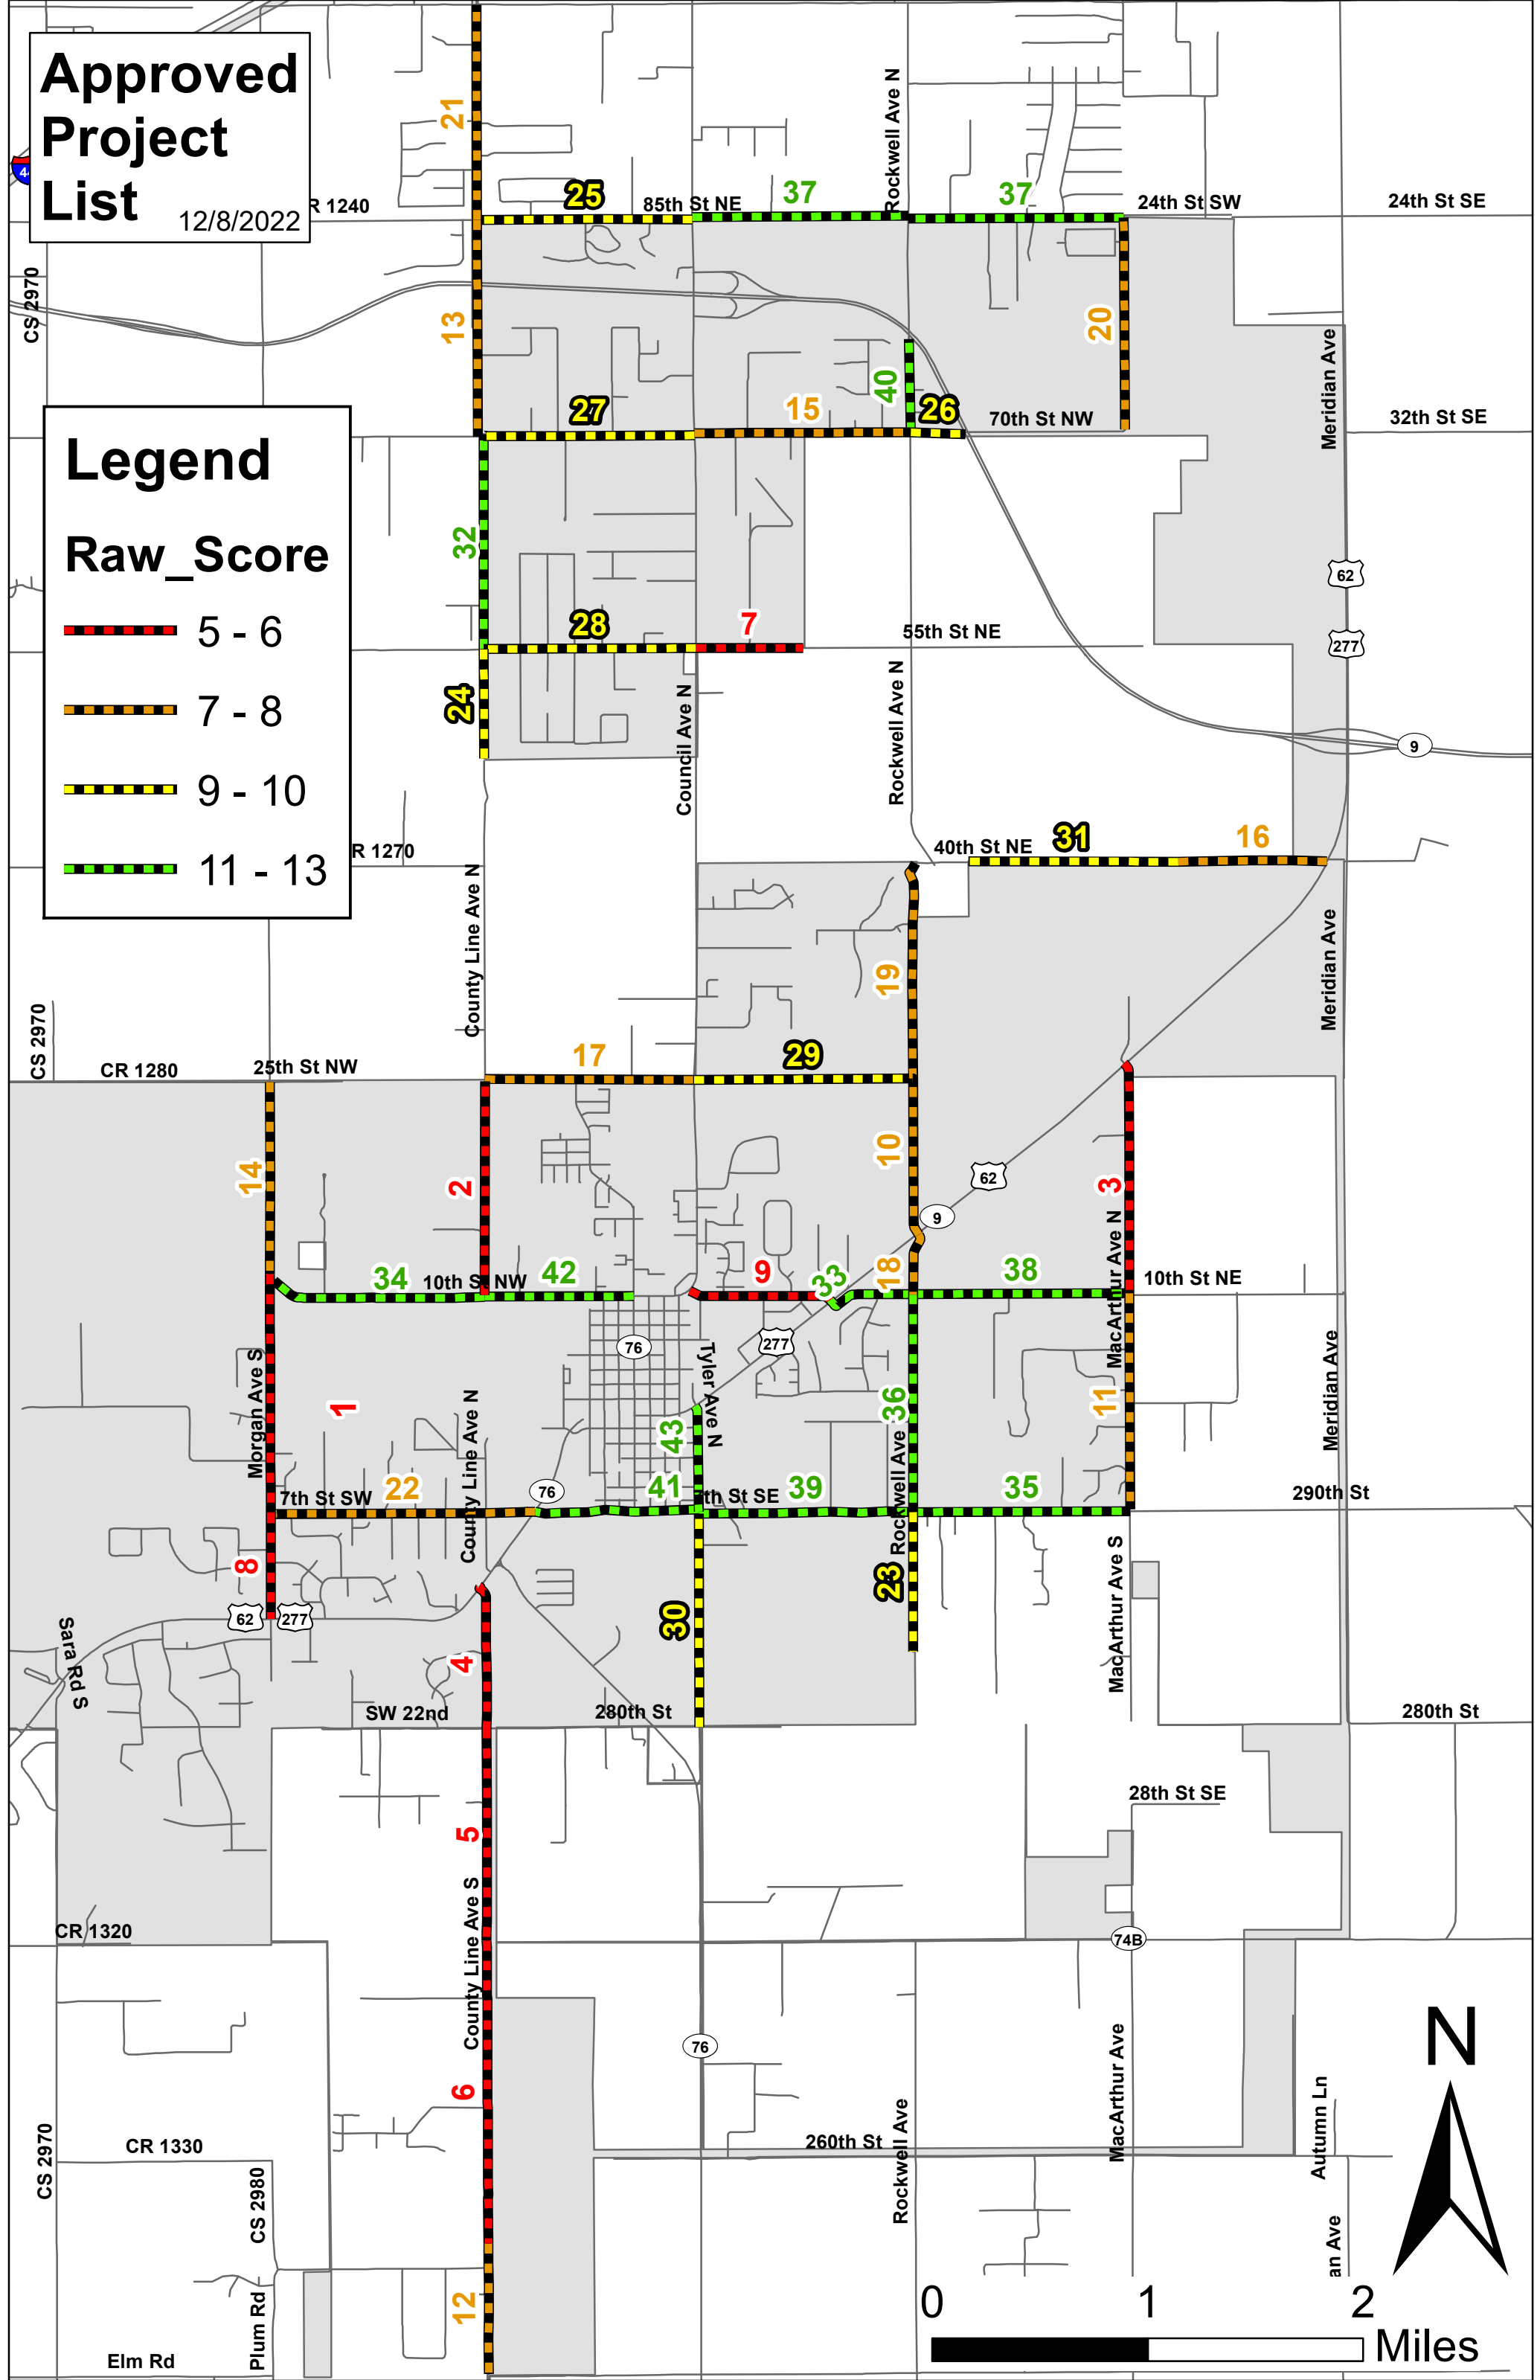 Approved
Project
List 12/8/2022
44
R 1240
21
25
85th St NE
37
Rockwell Ave N
37
24th St SW
24th St SE
CS 2970
13
20
Meridian Ave
40
27
15
26
70th St NW
32th St SE
Legend
Raw_Score
5 - 6
7 - 8
9 - 10
11 - 13
32
62
28
7
55th St NE
277
24
Council Ave N
Rockwell Ave N
9
R 1270
40th St NE
31
16
County Line Ave N
19
Meridian Ave
CS 2970
CR 1280
25th St NW
17
29
14
2
10
62
3
9
34
10th St NW
42
9
33
18
38
MacArthur Ave N
10th St NE
76
277
Tyler Ave N
Morgan Ave S
1
County Line Ave N
43
36
11
Meridian Ave
7th St SW
22
76
41
th St SE
39
Rockwell Ave
35
290th St
8
23
MacArthur Ave S
62
277
30
Sara Rd S
4
SW 22nd
280th St
280th St
28th St SE
5
County Line Ave S
CR 1320
74B
76
6
N
MacArthur Ave
CS 2970
CR 1330
260th St
Rockwell Ave
Autumn Ln
CS 2980
an Ave
12
Plum Rd
Elm Rd
0 1 2
Miles